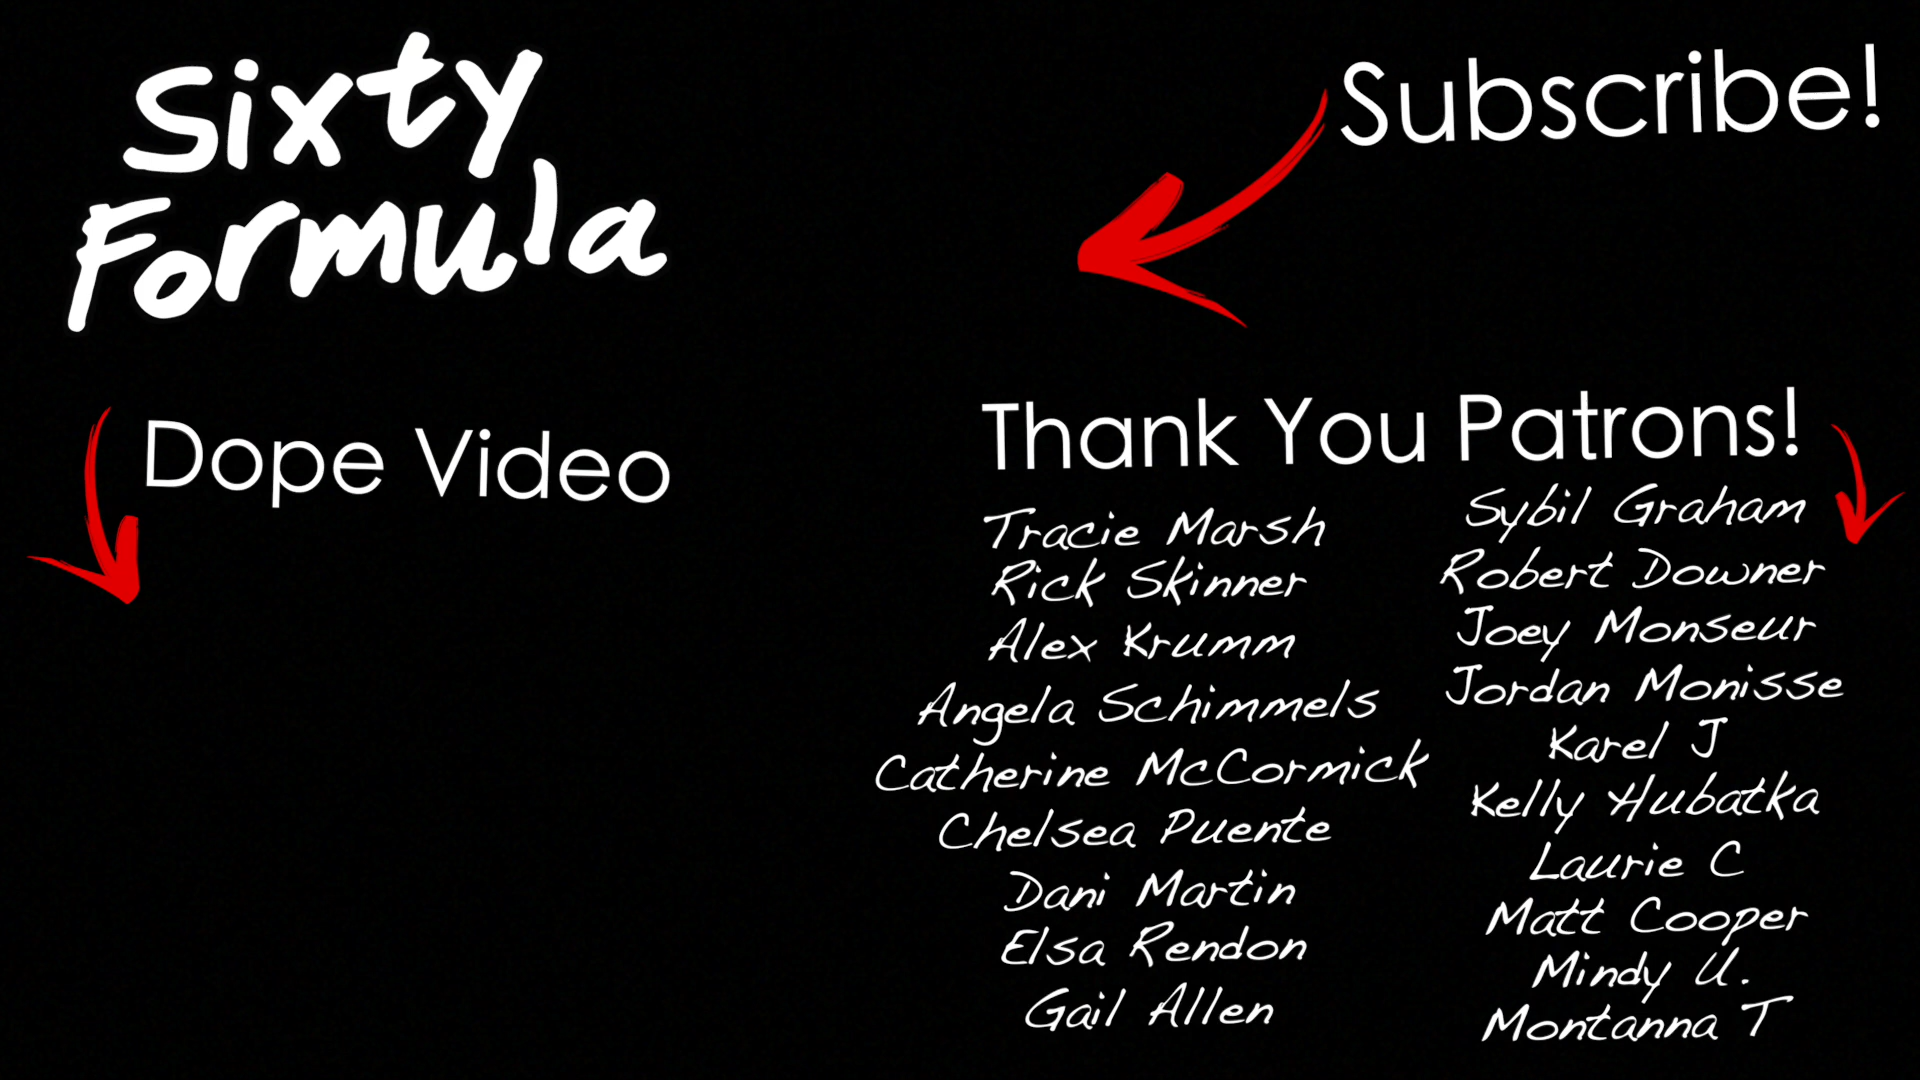 Sixty
Formula
Subscribe!
Dope Video
Thank You Patrons!
Tracie Marsh
Rick Skinner
Alex Krumm
Angela Schimmels
Catherine McCormick
Chelsea Puente
Dani Martin
Elsa Rendon
Gail Allen
Sybil Graham
Robert Downer
Joey Monseur
Jordan Monisse
Karel J
Kelly Hubatka
Laurie C
Matt Cooper
Mindy U.
Montanna T